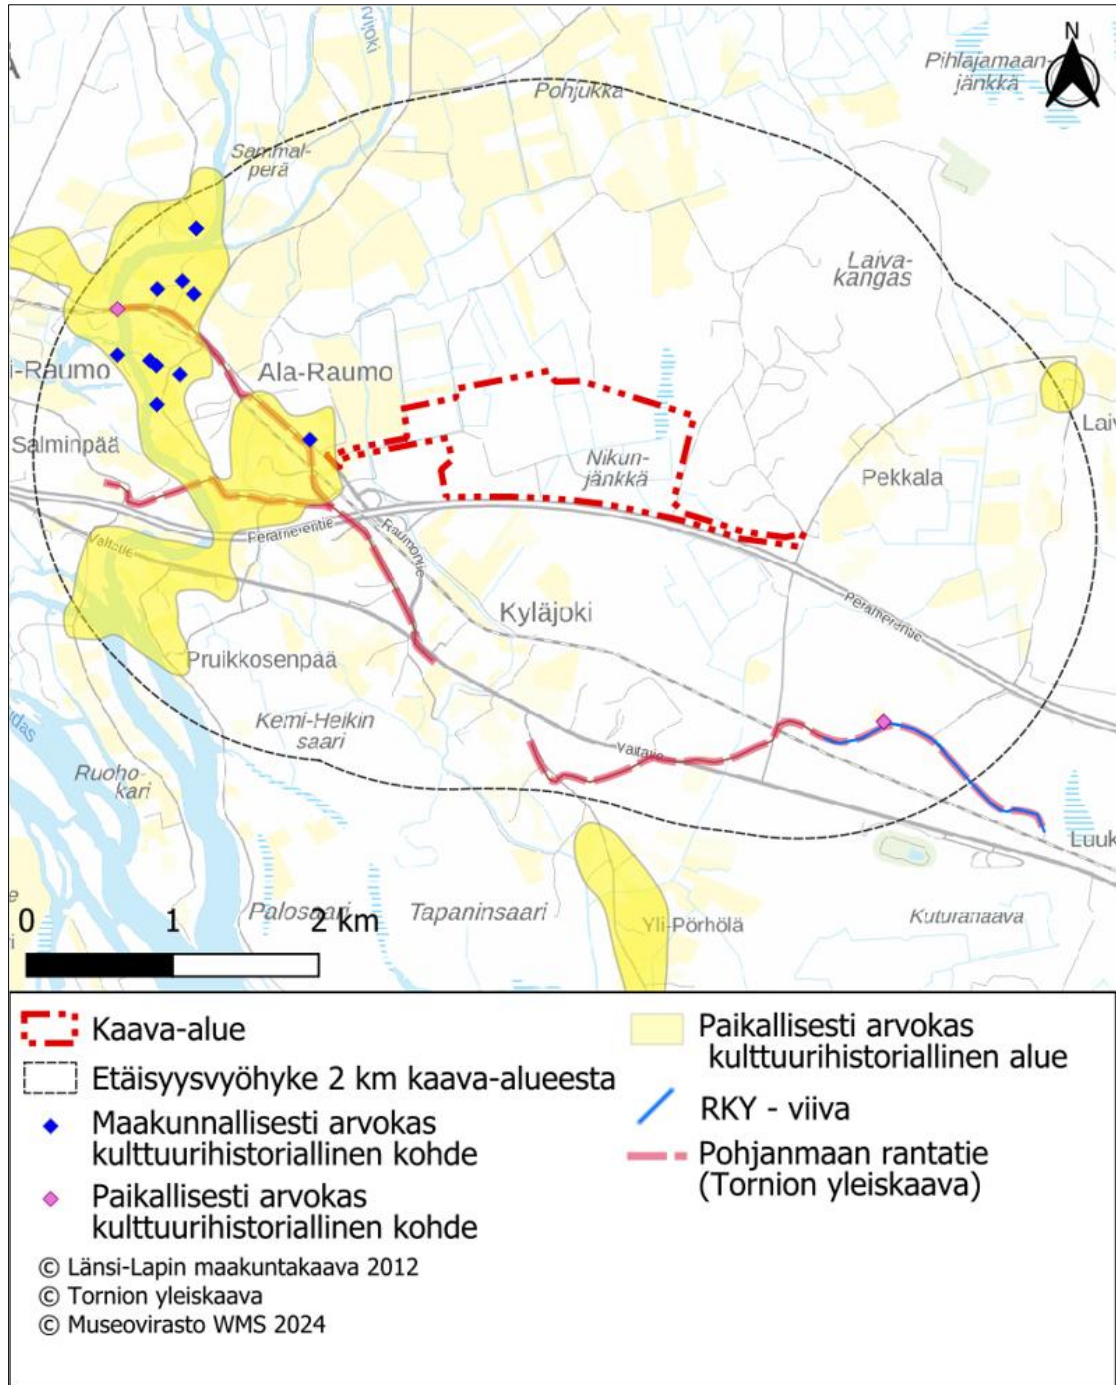 N
Pihlajamaan-
jänkkä
Pohjukka
Sammal-
perä
Laiva-
kangas
i-Raumo
Ala-Raumo
Salminpää
Nikun-
jänkkä
Pekkala
Laiv
Perämerentie
Raumontie
Valtatie
Kyläjoki
Perämerentie
Pruikkosenpää
Kemi-Heikin
saari
Valtatie
Ruoho-
kari
Luuk
0 1 2 km
Palosaari
Tapaninsaari
Yli-Pörhölä
Kuturanaava
Kaava-alue
Etäisyysvyöhyke 2 km kaava-alueesta
Maakunnallisesti arvokas
kulttuurihistoriallinen kohde
Paikallisesti arvokas
kulttuurihistoriallinen kohde
Paikallisesti arvokas
kulttuurihistoriallinen alue
RKY - viiva
Pohjanmaan rantatie
(Tornion yleiskaava)
© Länsi-Lapin maakuntakaava 2012
© Tornion yleiskaava
© Museovirasto WMS 2024